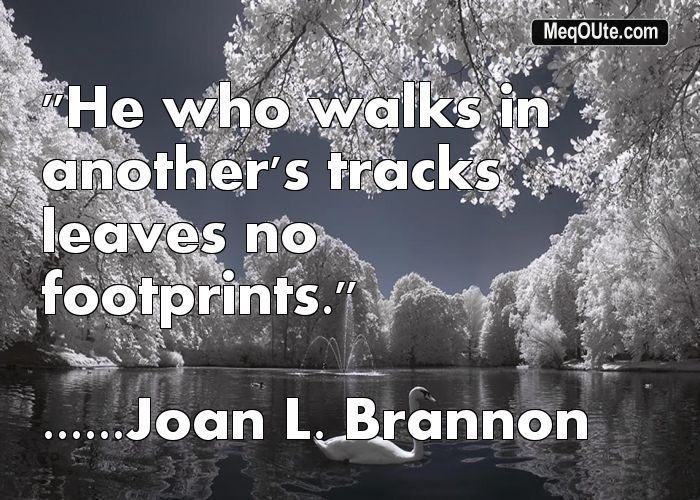 MeqOUte.com
"He who walks in
another's tracks
leaves no
footprints."
......Joan L. Brannon